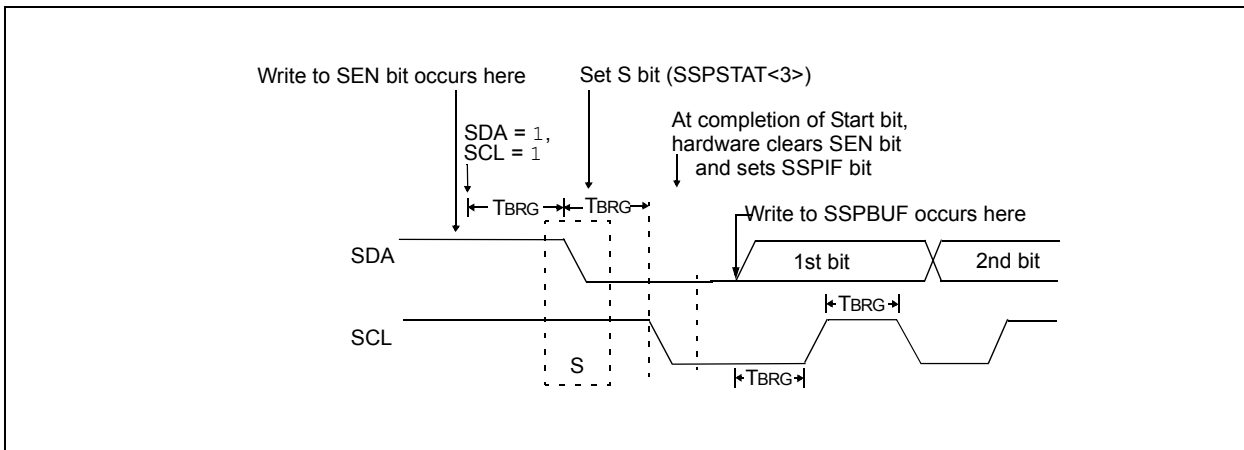 Write to SEN bit occurs here
Set S bit (SSPSTAT<3>)
SDA = 1,
SCL = 1
At completion of Start bit,
hardware clears SEN bit
and sets SSPIF bit
TBRG
TBRG
Write to SSPBUF occurs here
SDA
1st bit
2nd bit
TBRG
SCL
S
TBRG